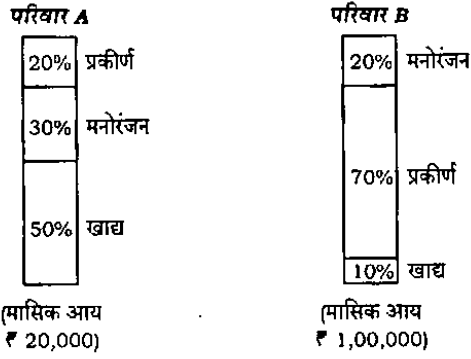 परिवार A
20% प्रकीर्ण
30% मनोरंजन
50% खाद्य
(मासिक आय
₹ 20,000)
परिवार B
20% मनोरंजन
70% प्रकीर्ण
10% खाद्य
(मासिक आय
₹ 1,00,000)